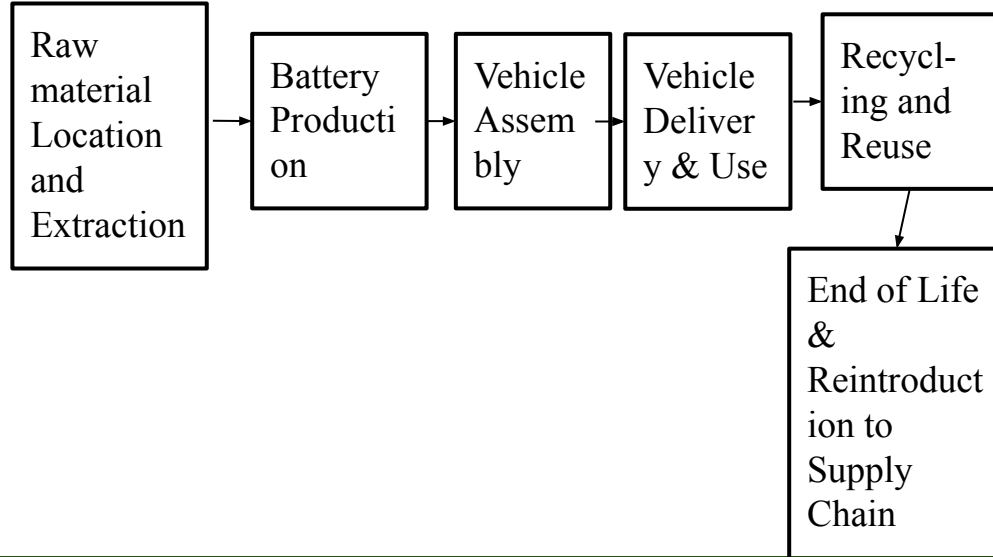 Raw
material
Location
and
Extraction
Battery
Producti
on
Vehicle
Assem
bly
Vehicle
Deliver
y & Use
Recycl-
ing and
Reuse
End of Life
&
Reintroduct
ion to
Supply
Chain